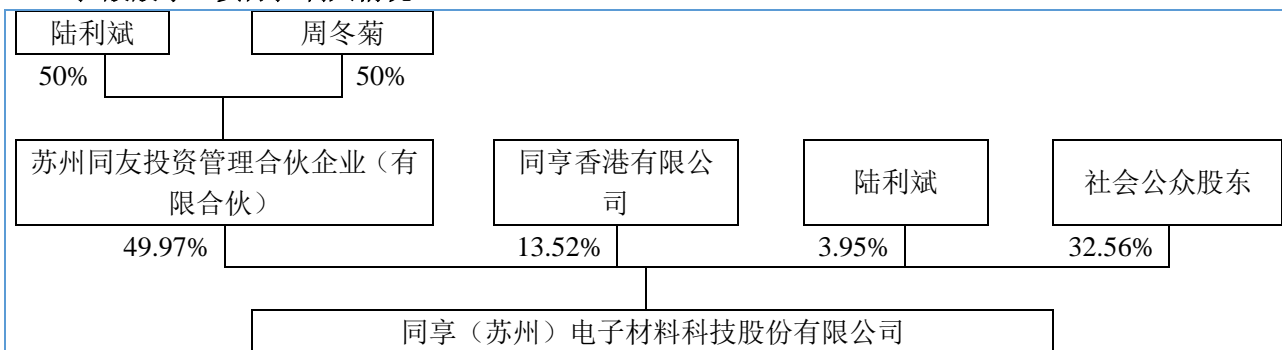 陆利斌
周冬菊
50%
50%
苏州同友投资管理合伙企业（有
限合伙）
同亨香港有限公
司
陆利斌
社会公众股东
49.97%
13.52%
3.95%
32.56%
同享（苏州）电子材料科技股份有限公司